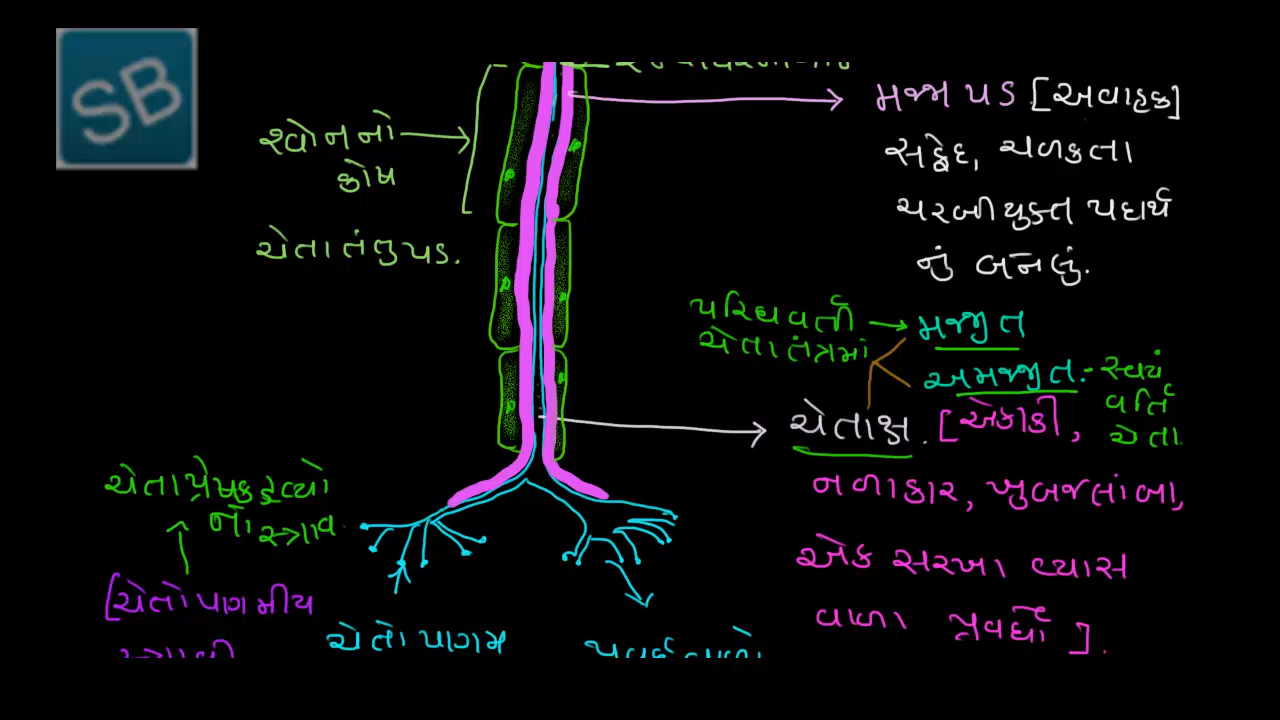 SB
મજ્જા પડ [અવાહક]
સફેદ, ચળકતા
ચરબીયુક્ત પદાર્થ
નું બનેલું.
શ્વોનનો
કોષ
ચેતાતંતુપડ.
પરિઘવર્તી → મજ્જીત
ચેતાતંત્રમાં
અમજ્જીત. - સ્વયં
વર્તિ
ચેતા
ચેતાક્ષ. [એકાકી,
નળાકાર, ખુબજ લાંબા,
એક સરખા વ્યાસ
વાળા પ્રવર્ધો].
ચેતાપ્રેષક દ્રવ્યો
નો સ્ત્રાવ.
[ચેતોપાગમીય
ચેતોપાગમ